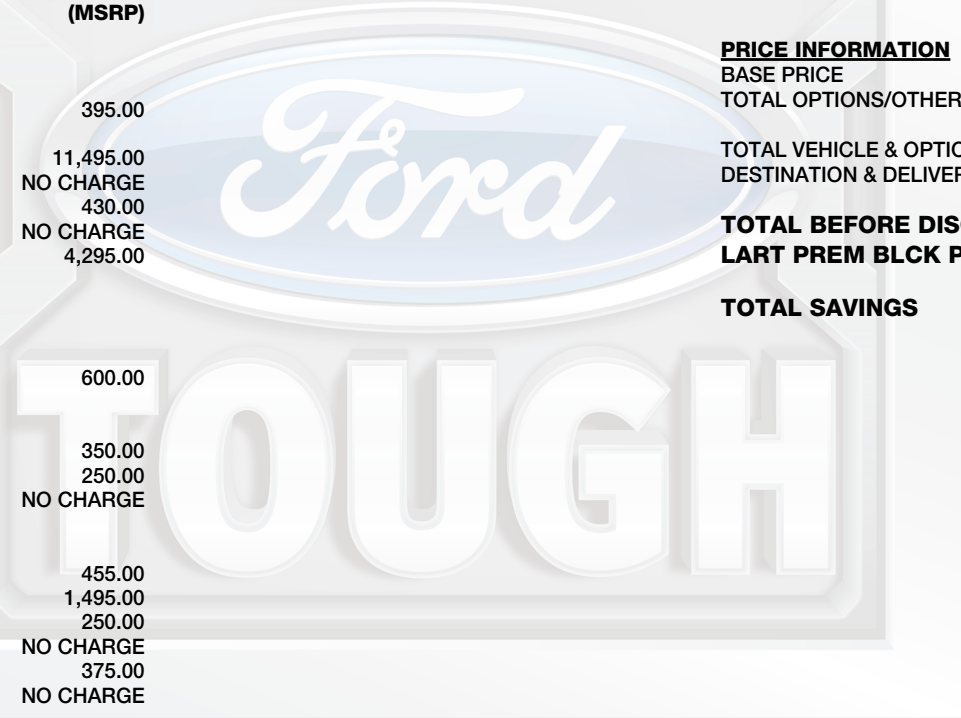 (MSRP)
395.00
11,495.00
NO CHARGE
430.00
NO CHARGE
4,295.00
600.00
350.00
250.00
NO CHARGE
455.00
1,495.00
250.00
NO CHARGE
375.00
NO CHARGE
PRICE INFORMATION
BASE PRICE
TOTAL OPTIONS/OTHER
TOTAL VEHICLE & OPTIO
DESTINATION & DELIVER
TOTAL BEFORE DIS
LART PREM BLCK P
TOTAL SAVINGS
Ford
TOUGH